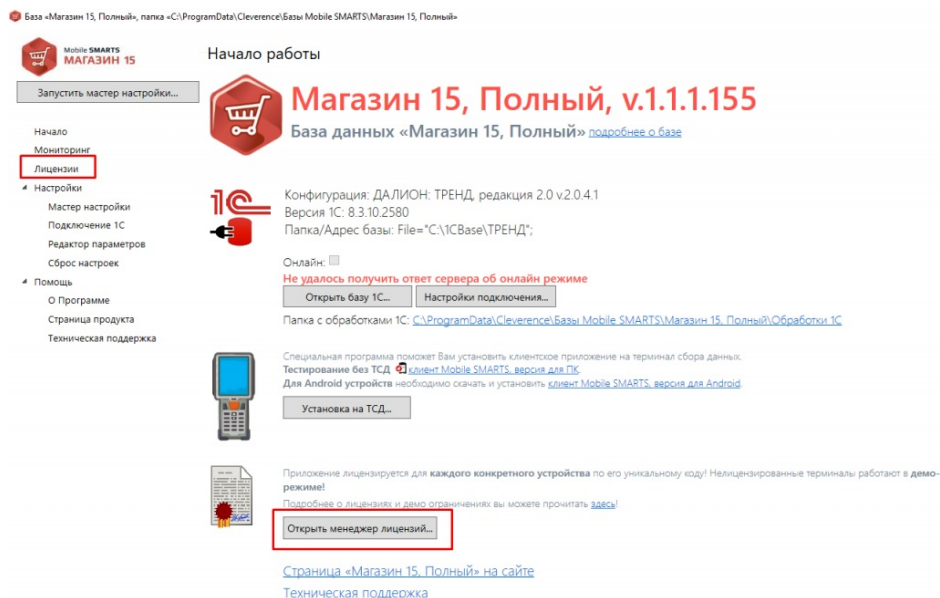 База «Магазин 15, Полный», папка «C:\ProgramData\Cleverence\Базы Mobile SMARTS\Магазин 15, Полный»
Mobile SMARTS
МАГАЗИН 15
Запустить мастер настройки...
Начало
Мониторинг
Лицензии
Настройки
Мастер настройки
Подключение 1С
Редактор параметров
Сброс настроек
Помощь
О Программе
Страница продукта
Техническая поддержка
Начало работы
Магазин 15, Полный, v.1.1.1.155
База данных «Магазин 15, Полный» подробнее о базе
1С
Конфигурация: ДАЛИОН: ТРЕНД, редакция 2.0 v.2.0.4.1
Версия 1С: 8.3.10.2580
Папка/Адрес базы: File="C:\1CBase\ТРЕНД";
Онлайн:
Не удалось получить ответ сервера об онлайн режиме
Открыть базу 1С... Настройки подключения...
Папка с обработками 1С: C:\ProgramData\Cleverence\Базы Mobile SMARTS\Магазин 15, Полный\Обработки 1С
Специальная программа поможет Вам установить клиентское приложение на терминал сбора данных.
Тестирование без ТСД клиент Mobile SMARTS, версия для ПК.
Для Android устройств необходимо скачать и установить клиент Mobile SMARTS, версия для Android.
Установка на ТСД...
Приложение лицензируется для каждого конкретного устройства по его уникальному коду! Нелицензированные терминалы работают в демо-
режиме!
Подробнее о лицензиях и демо ограничениях вы можете прочитать здесь!
Открыть менеджер лицензий...
Страница «Магазин 15, Полный» на сайте
Техническая поддержка